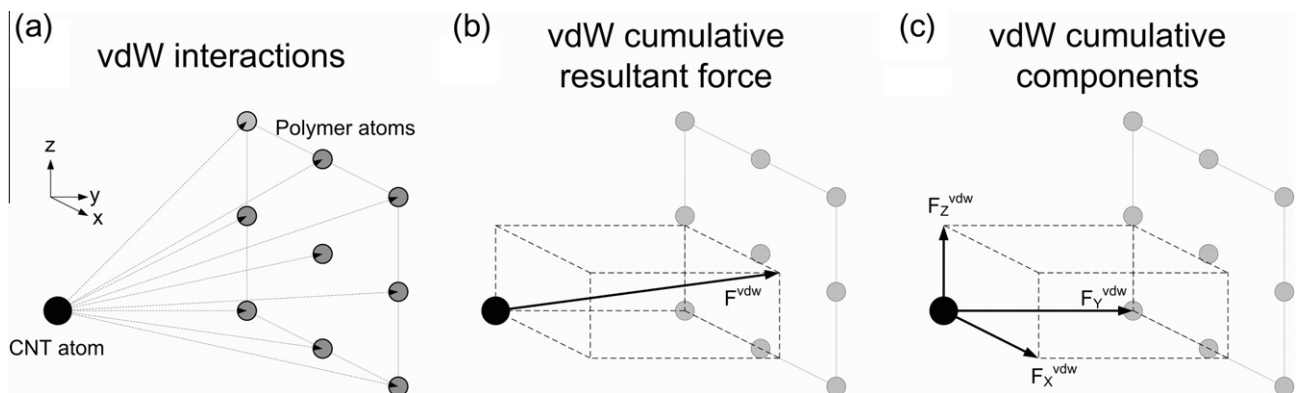 (a)
vdW interactions
Polymer atoms
z
y
x
CNT atom
(b)
vdW cumulative
resultant force
F^vdw
(c)
vdW cumulative
components
F_Z^vdw
F_Y^vdw
F_X^vdw